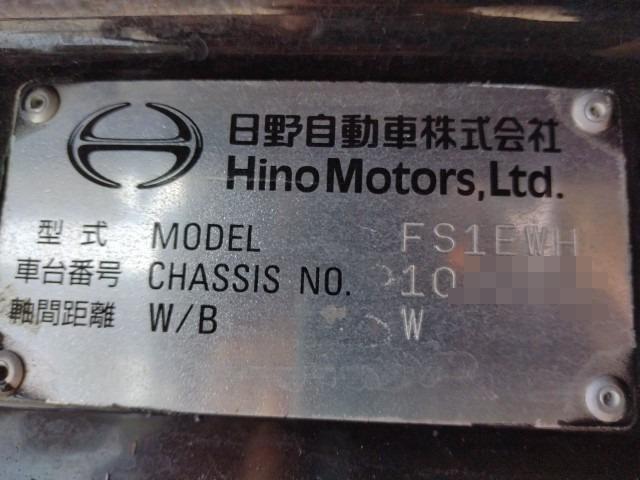 日野自動車株式会社
Hino Motors, Ltd.
型式 MODEL FS1EWH
車台番号 CHASSIS NO. 10
軸間距離 W/B W